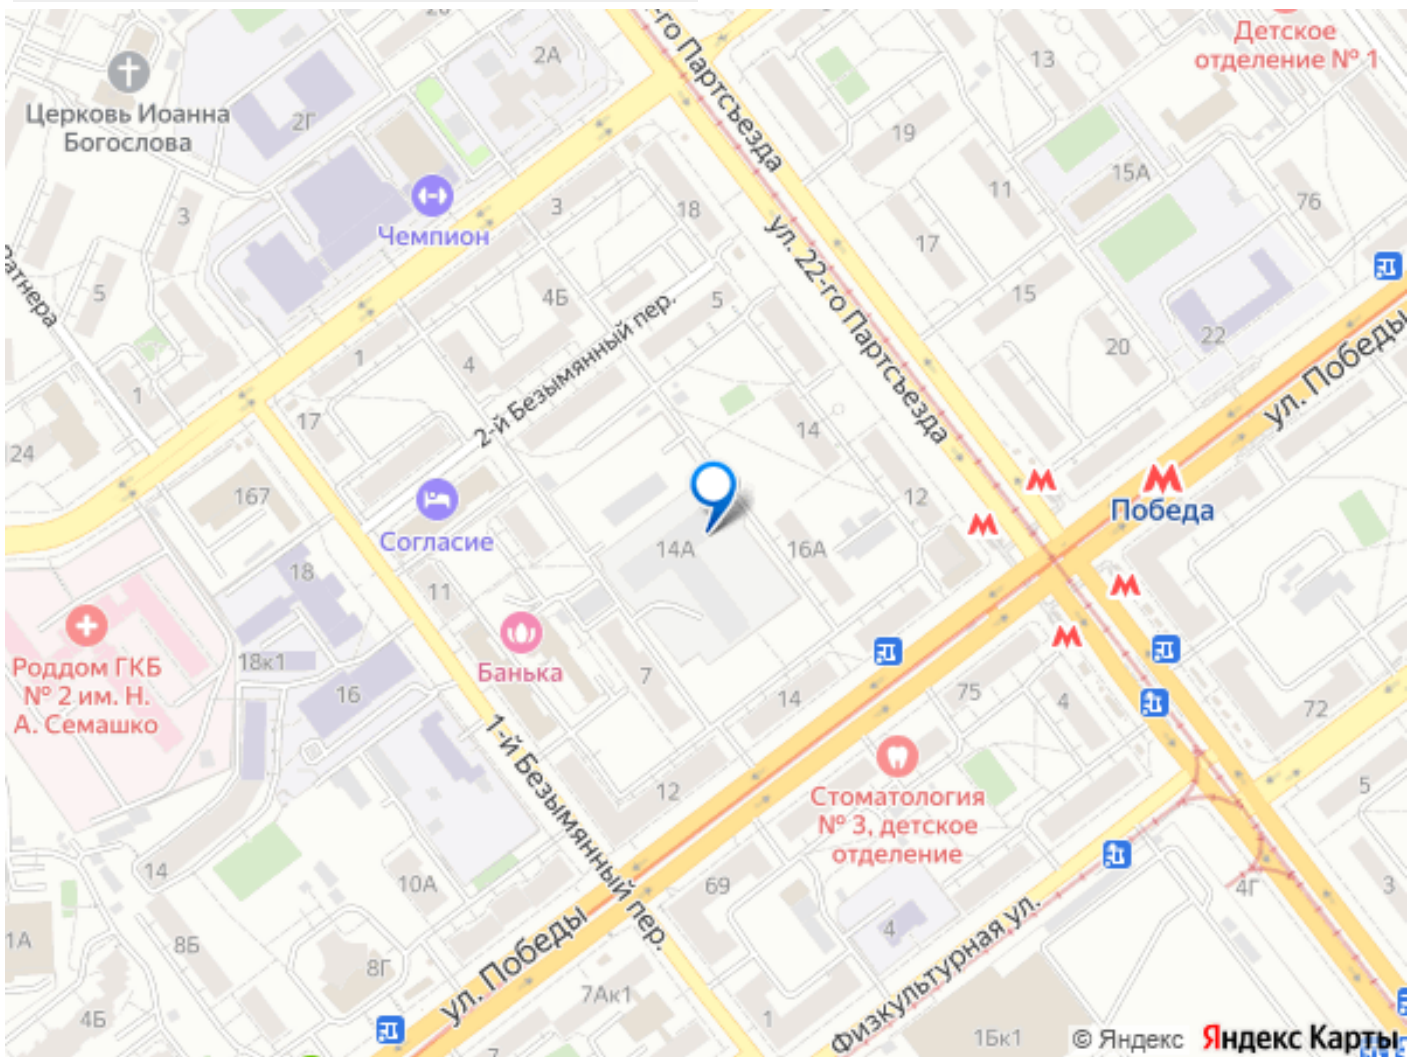 Детское
отделение № 1
2А
13
-го Партсъезда
Церковь Иоанна
Богослова
2Г
19
15А
11
76
3
3
18
Чемпион
ул. 22-го Партсъезда
17
Ратнера
5
4Б
5
15
20
22
ул. Победы
2-й Безымянный пер.
1
4
1
17
14
24
167
Согласие
12
Победа
14А
16А
18
11
Банька
Роддом ГКБ
№ 2 им. Н.
А. Семашко
18к1
16
7
14
75
4
72
1-й Безымянный пер.
12
Стоматология
№ 3, детское
отделение
5
14
10А
69
4Г
3
4
1А
8Б
8Г
ул. Победы
Физкультурная ул.
7Ак1
4Б
1
1Бк1
7
© Яндекс Яндекс Карты